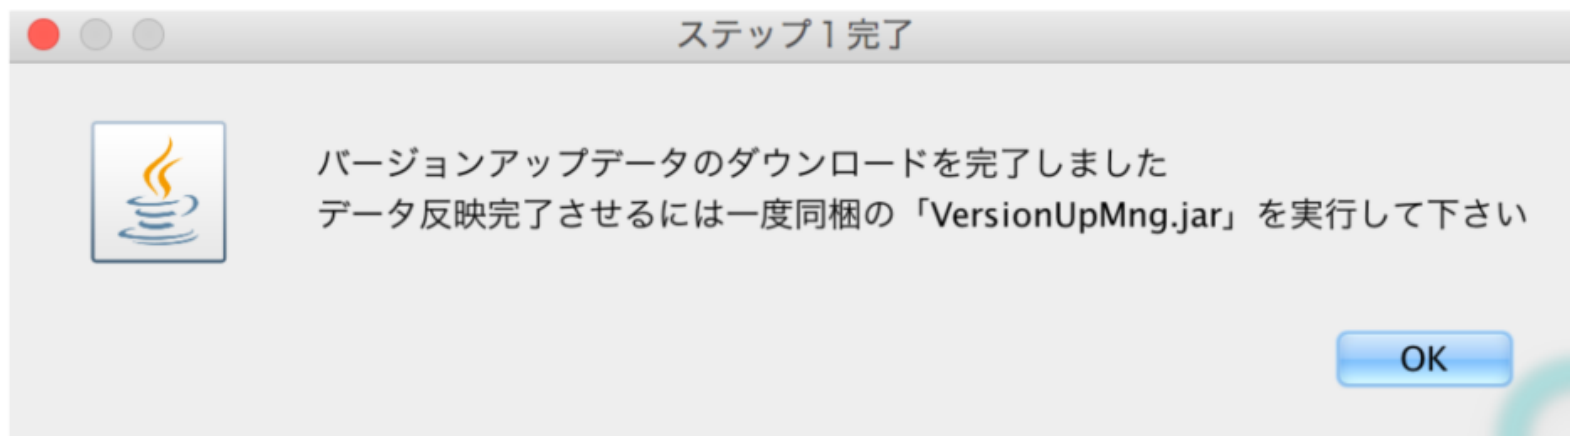 ステップ１完了
バージョンアップデータのダウンロードを完了しました
データ反映完了させるには一度同梱の「VersionUpMng.jar」を実行して下さい
OK